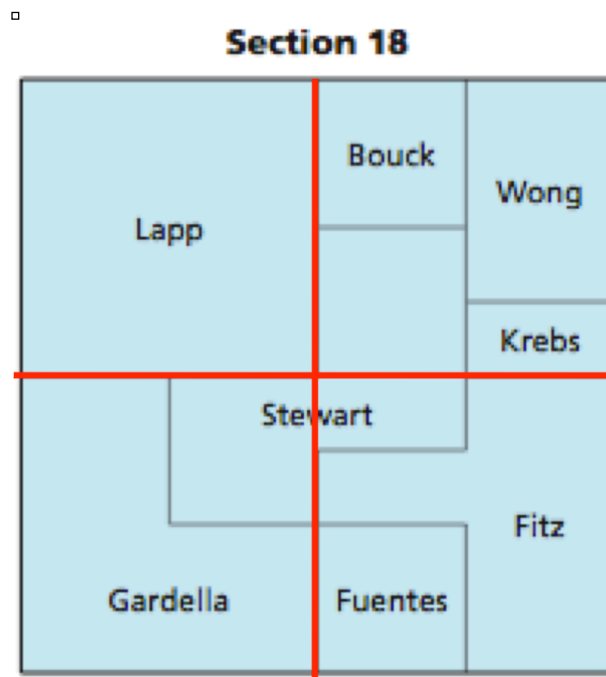 Section 18
Bouck
Wong
Lapp
Krebs
Stewart
Fitz
Gardella
Fuentes